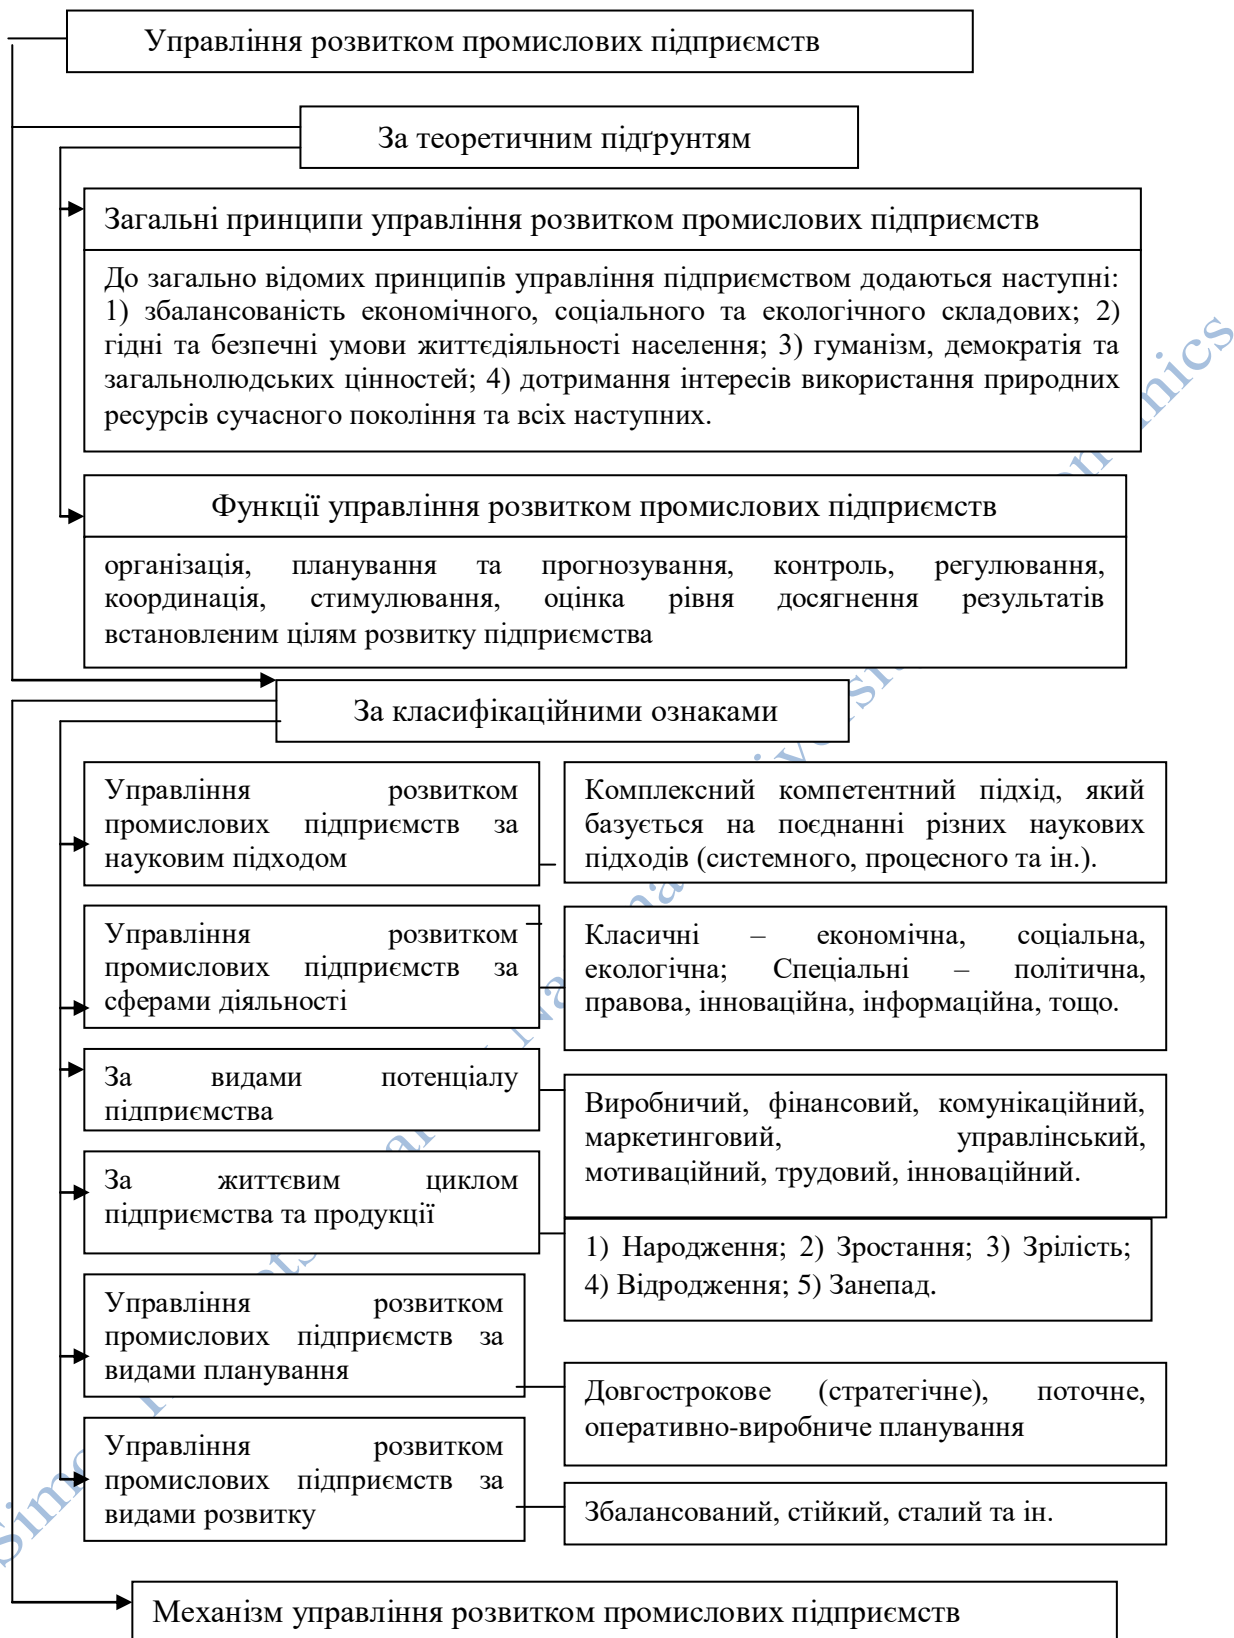 Управління розвитком промислових підприємств
За теоретичним підґрунтям
Загальні принципи управління розвитком промислових підприємств
До загально відомих принципів управління підприємством додаються наступні:
1) збалансованість економічного, соціального та екологічного складових; 2)
гідні та безпечні умови життєдіяльності населення; 3) гуманізм, демократія та
загальнолюдських цінностей; 4) дотримання інтересів використання природних
ресурсів сучасного покоління та всіх наступних.
Функції управління розвитком промислових підприємств
організація, планування та прогнозування, контроль, регулювання,
координація, стимулювання, оцінка рівня досягнення результатів
встановленим цілям розвитку підприємства
За класифікаційними ознаками
Управління розвитком
промислових підприємств за
науковим підходом
Комплексний компетентний підхід, який
базується на поєднанні різних наукових
підходів (системного, процесного та ін.).
Управління розвитком
промислових підприємств за
сферами діяльності
Класичні – економічна, соціальна,
екологічна; Спеціальні – політична,
правова, інноваційна, інформаційна, тощо.
За видами потенціалу
підприємства
Виробничий, фінансовий, комунікаційний,
маркетинговий, управлінський,
мотиваційний, трудовий, інноваційний.
За життєвим циклом
підприємства та продукції
1) Народження; 2) Зростання; 3) Зрілість;
4) Відродження; 5) Занепад.
Управління розвитком
промислових підприємств за
видами планування
Довгострокове (стратегічне), поточне,
оперативно-виробниче планування
Управління розвитком
промислових підприємств за
видами розвитку
Збалансований, стійкий, сталий та ін.
Механізм управління розвитком промислових підприємств